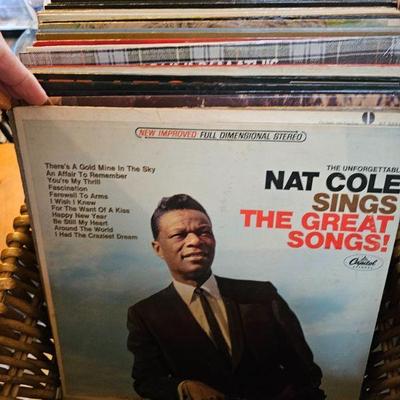 NEW IMPROVED FULL DIMENSIONAL STEREO
There's A Gold Mine In The Sky
An Affair To Remember
You're My Thrill
Fascination
Farewell To Arms
I Wish I Knew
For The Want Of A Kiss
Happy New Year
Be Still My Heart
Around The World
I Had The Craziest Dream
THE UNFORGETTABLE
NAT COLE
SINGS
THE GREAT
SONGS!
Capitol
RECORDS